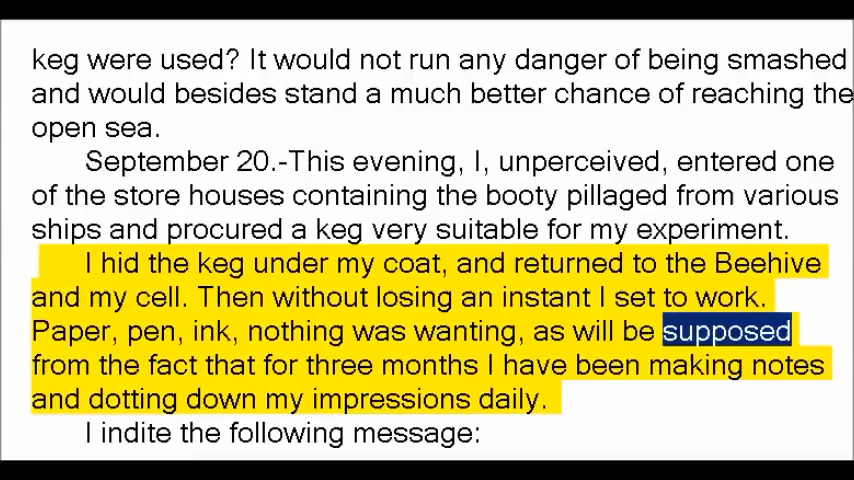 keg were used? It would not run any danger of being smashed
and would besides stand a much better chance of reaching the
open sea.
September 20.-This evening, I, unperceived, entered one
of the store houses containing the booty pillaged from various
ships and procured a keg very suitable for my experiment.
I hid the keg under my coat, and returned to the Beehive
and my cell. Then without losing an instant I set to work.
Paper, pen, ink, nothing was wanting, as will be supposed
from the fact that for three months I have been making notes
and dotting down my impressions daily.
I indite the following message: